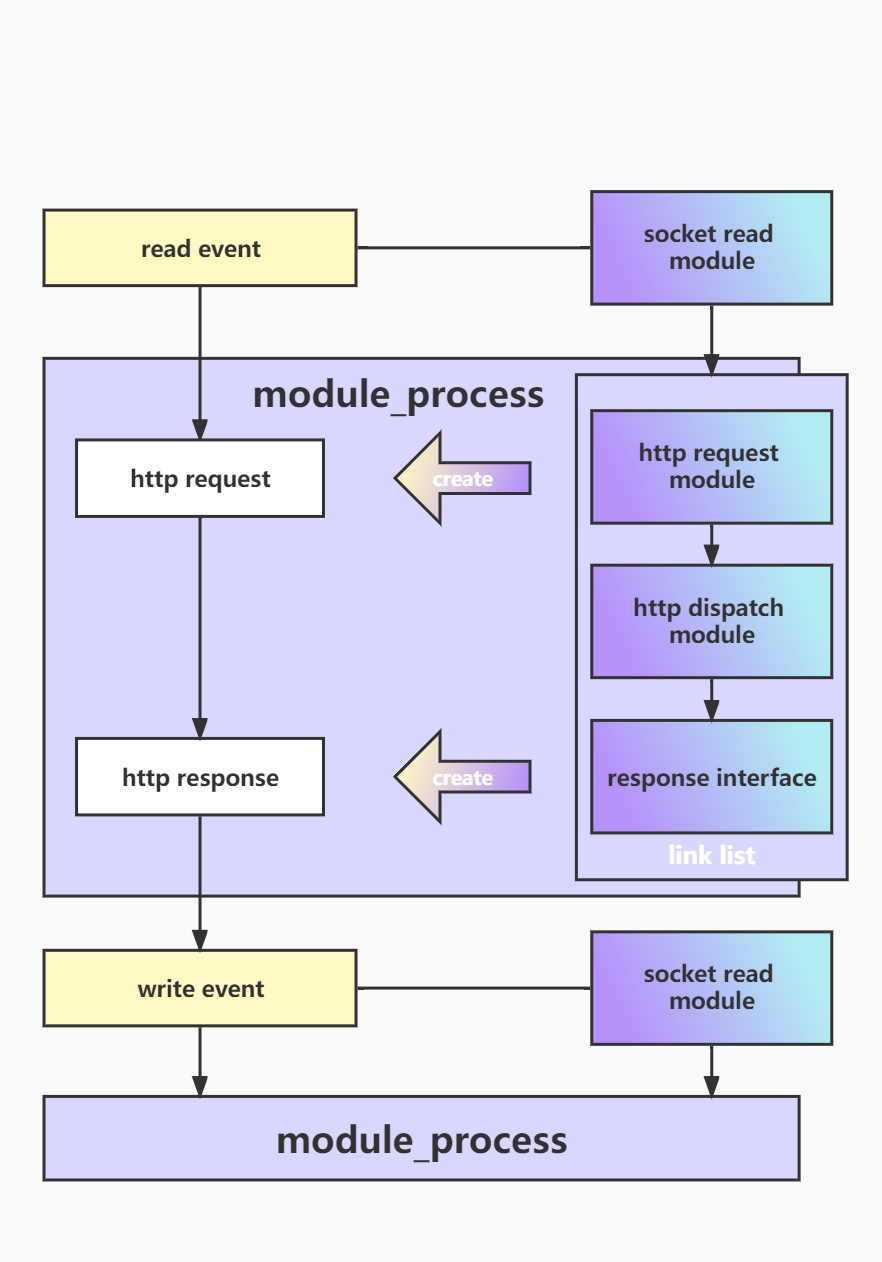 read event
socket read
module
module_process
http request
create
http request
module
http dispatch
module
http response
create
response interface
link list
write event
socket read
module
module_process